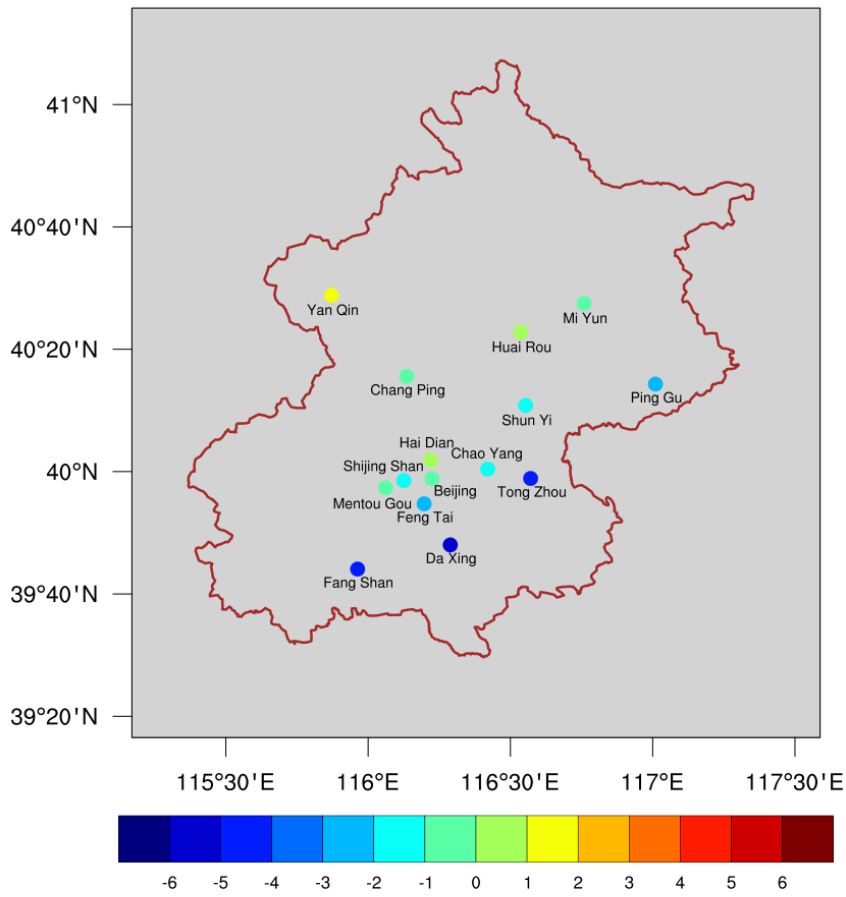 41°N
40°40'N
Yan Qin
Mi Yun
Huai Rou
40°20'N
Chang Ping
Ping Gu
Shun Yi
Hai Dian
Chao Yang
Shijing Shan
40°N
Beijing
Tong Zhou
Mentou Gou
Feng Tai
Da Xing
Fang Shan
39°40'N
39°20'N
115°30'E 116°E 116°30'E 117°E 117°30'E
-6 -5 -4 -3 -2 -1 0 1 2 3 4 5 6